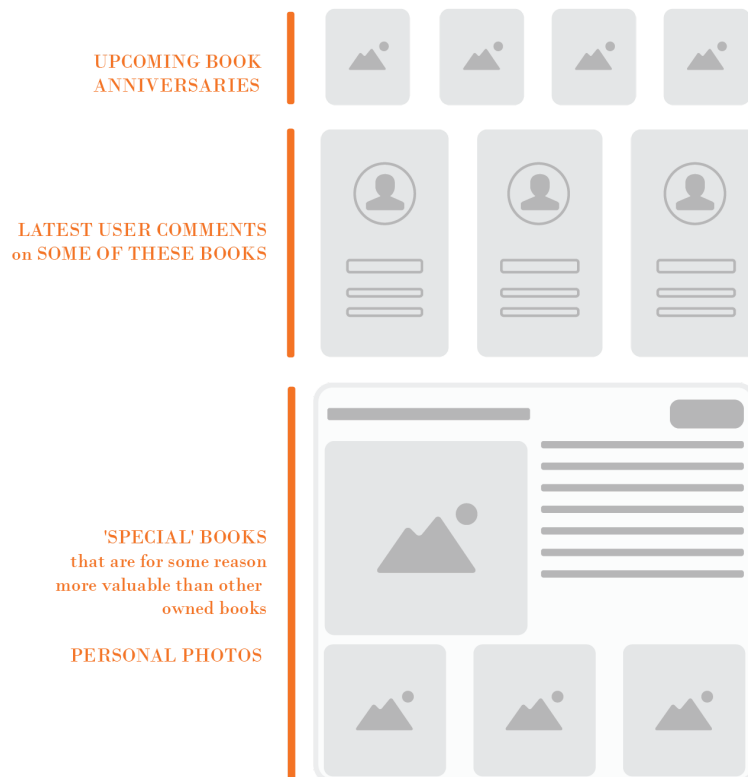 UPCOMING BOOK
ANNIVERSARIES
LATEST USER COMMENTS
on SOME OF THESE BOOKS
'SPECIAL' BOOKS
that are for some reason
more valuable than other
owned books
PERSONAL PHOTOS